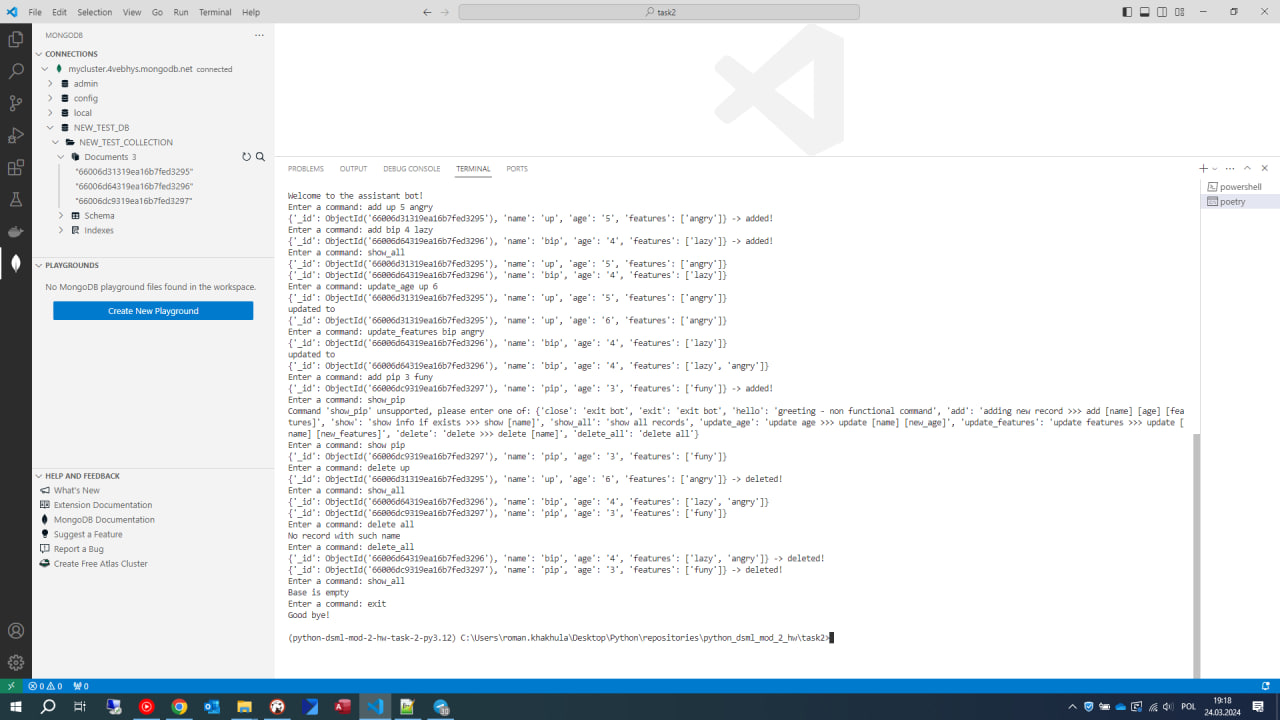 File Edit Selection View Go Run Terminal Help
task2
MONGODB
CONNECTIONS
mycluster.4vebhys.mongodb.net connected
admin
config
local
NEW_TEST_DB
NEW_TEST_COLLECTION
Documents 3
"66006d31319ea16b7fed3295"
"66006d64319ea16b7fed3296"
"66006dc9319ea16b7fed3297"
Schema
Indexes
PLAYGROUNDS
No MongoDB playground files found in the workspace.
Create New Playground
HELP AND FEEDBACK
What's New
Extension Documentation
MongoDB Documentation
Suggest a Feature
Report a Bug
Create Free Atlas Cluster
PROBLEMS OUTPUT DEBUG CONSOLE TERMINAL PORTS
powershell
poetry
Welcome to the assistant bot!
Enter a command: add up 5 angry
{'_id': ObjectId('66006d31319ea16b7fed3295'), 'name': 'up', 'age': '5', 'features': ['angry']} -> added!
Enter a command: add bip 4 lazy
{'_id': ObjectId('66006d64319ea16b7fed3296'), 'name': 'bip', 'age': '4', 'features': ['lazy']} -> added!
Enter a command: show_all
{'_id': ObjectId('66006d31319ea16b7fed3295'), 'name': 'up', 'age': '5', 'features': ['angry']}
{'_id': ObjectId('66006d64319ea16b7fed3296'), 'name': 'bip', 'age': '4', 'features': ['lazy']}
Enter a command: update_age up 6
{'_id': ObjectId('66006d31319ea16b7fed3295'), 'name': 'up', 'age': '5', 'features': ['angry']}
updated to
{'_id': ObjectId('66006d31319ea16b7fed3295'), 'name': 'up', 'age': '6', 'features': ['angry']}
Enter a command: update_features bip angry
{'_id': ObjectId('66006d64319ea16b7fed3296'), 'name': 'bip', 'age': '4', 'features': ['lazy']}
updated to
{'_id': ObjectId('66006d64319ea16b7fed3296'), 'name': 'bip', 'age': '4', 'features': ['lazy', 'angry']}
Enter a command: add pip 3 funy
{'_id': ObjectId('66006dc9319ea16b7fed3297'), 'name': 'pip', 'age': '3', 'features': ['funy']} -> added!
Enter a command: show_pip
Command 'show_pip' unsupported, please enter one of: {'close': 'exit bot', 'exit': 'exit bot', 'hello': 'greeting - non functional command', 'add': 'adding new record >>> add [name] [age] [fea
tures]', 'show': 'show info if exists >>> show [name]', 'show_all': 'show all records', 'update_age': 'update age >>> update [name] [new_age]', 'update_features': 'update features >>> update [
name] [new_features]', 'delete': 'delete >>> delete [name]', 'delete_all': 'delete all'}
Enter a command: show pip
{'_id': ObjectId('66006dc9319ea16b7fed3297'), 'name': 'pip', 'age': '3', 'features': ['funy']}
Enter a command: delete up
{'_id': ObjectId('66006d31319ea16b7fed3295'), 'name': 'up', 'age': '6', 'features': ['angry']} -> deleted!
Enter a command: show_all
{'_id': ObjectId('66006d64319ea16b7fed3296'), 'name': 'bip', 'age': '4', 'features': ['lazy', 'angry']}
{'_id': ObjectId('66006dc9319ea16b7fed3297'), 'name': 'pip', 'age': '3', 'features': ['funy']}
Enter a command: delete all
No record with such name
Enter a command: delete_all
{'_id': ObjectId('66006d64319ea16b7fed3296'), 'name': 'bip', 'age': '4', 'features': ['lazy', 'angry']} -> deleted!
{'_id': ObjectId('66006dc9319ea16b7fed3297'), 'name': 'pip', 'age': '3', 'features': ['funy']} -> deleted!
Enter a command: show_all
Base is empty
Enter a command: exit
Good bye!
(python-dsml-mod-2-hw-task-2-py3.12) C:\Users\roman.khakhula\Desktop\Python\repositories\python_dsml_mod_2_hw\task2>
0 0 0
30
POL
19:18
24.03.2024